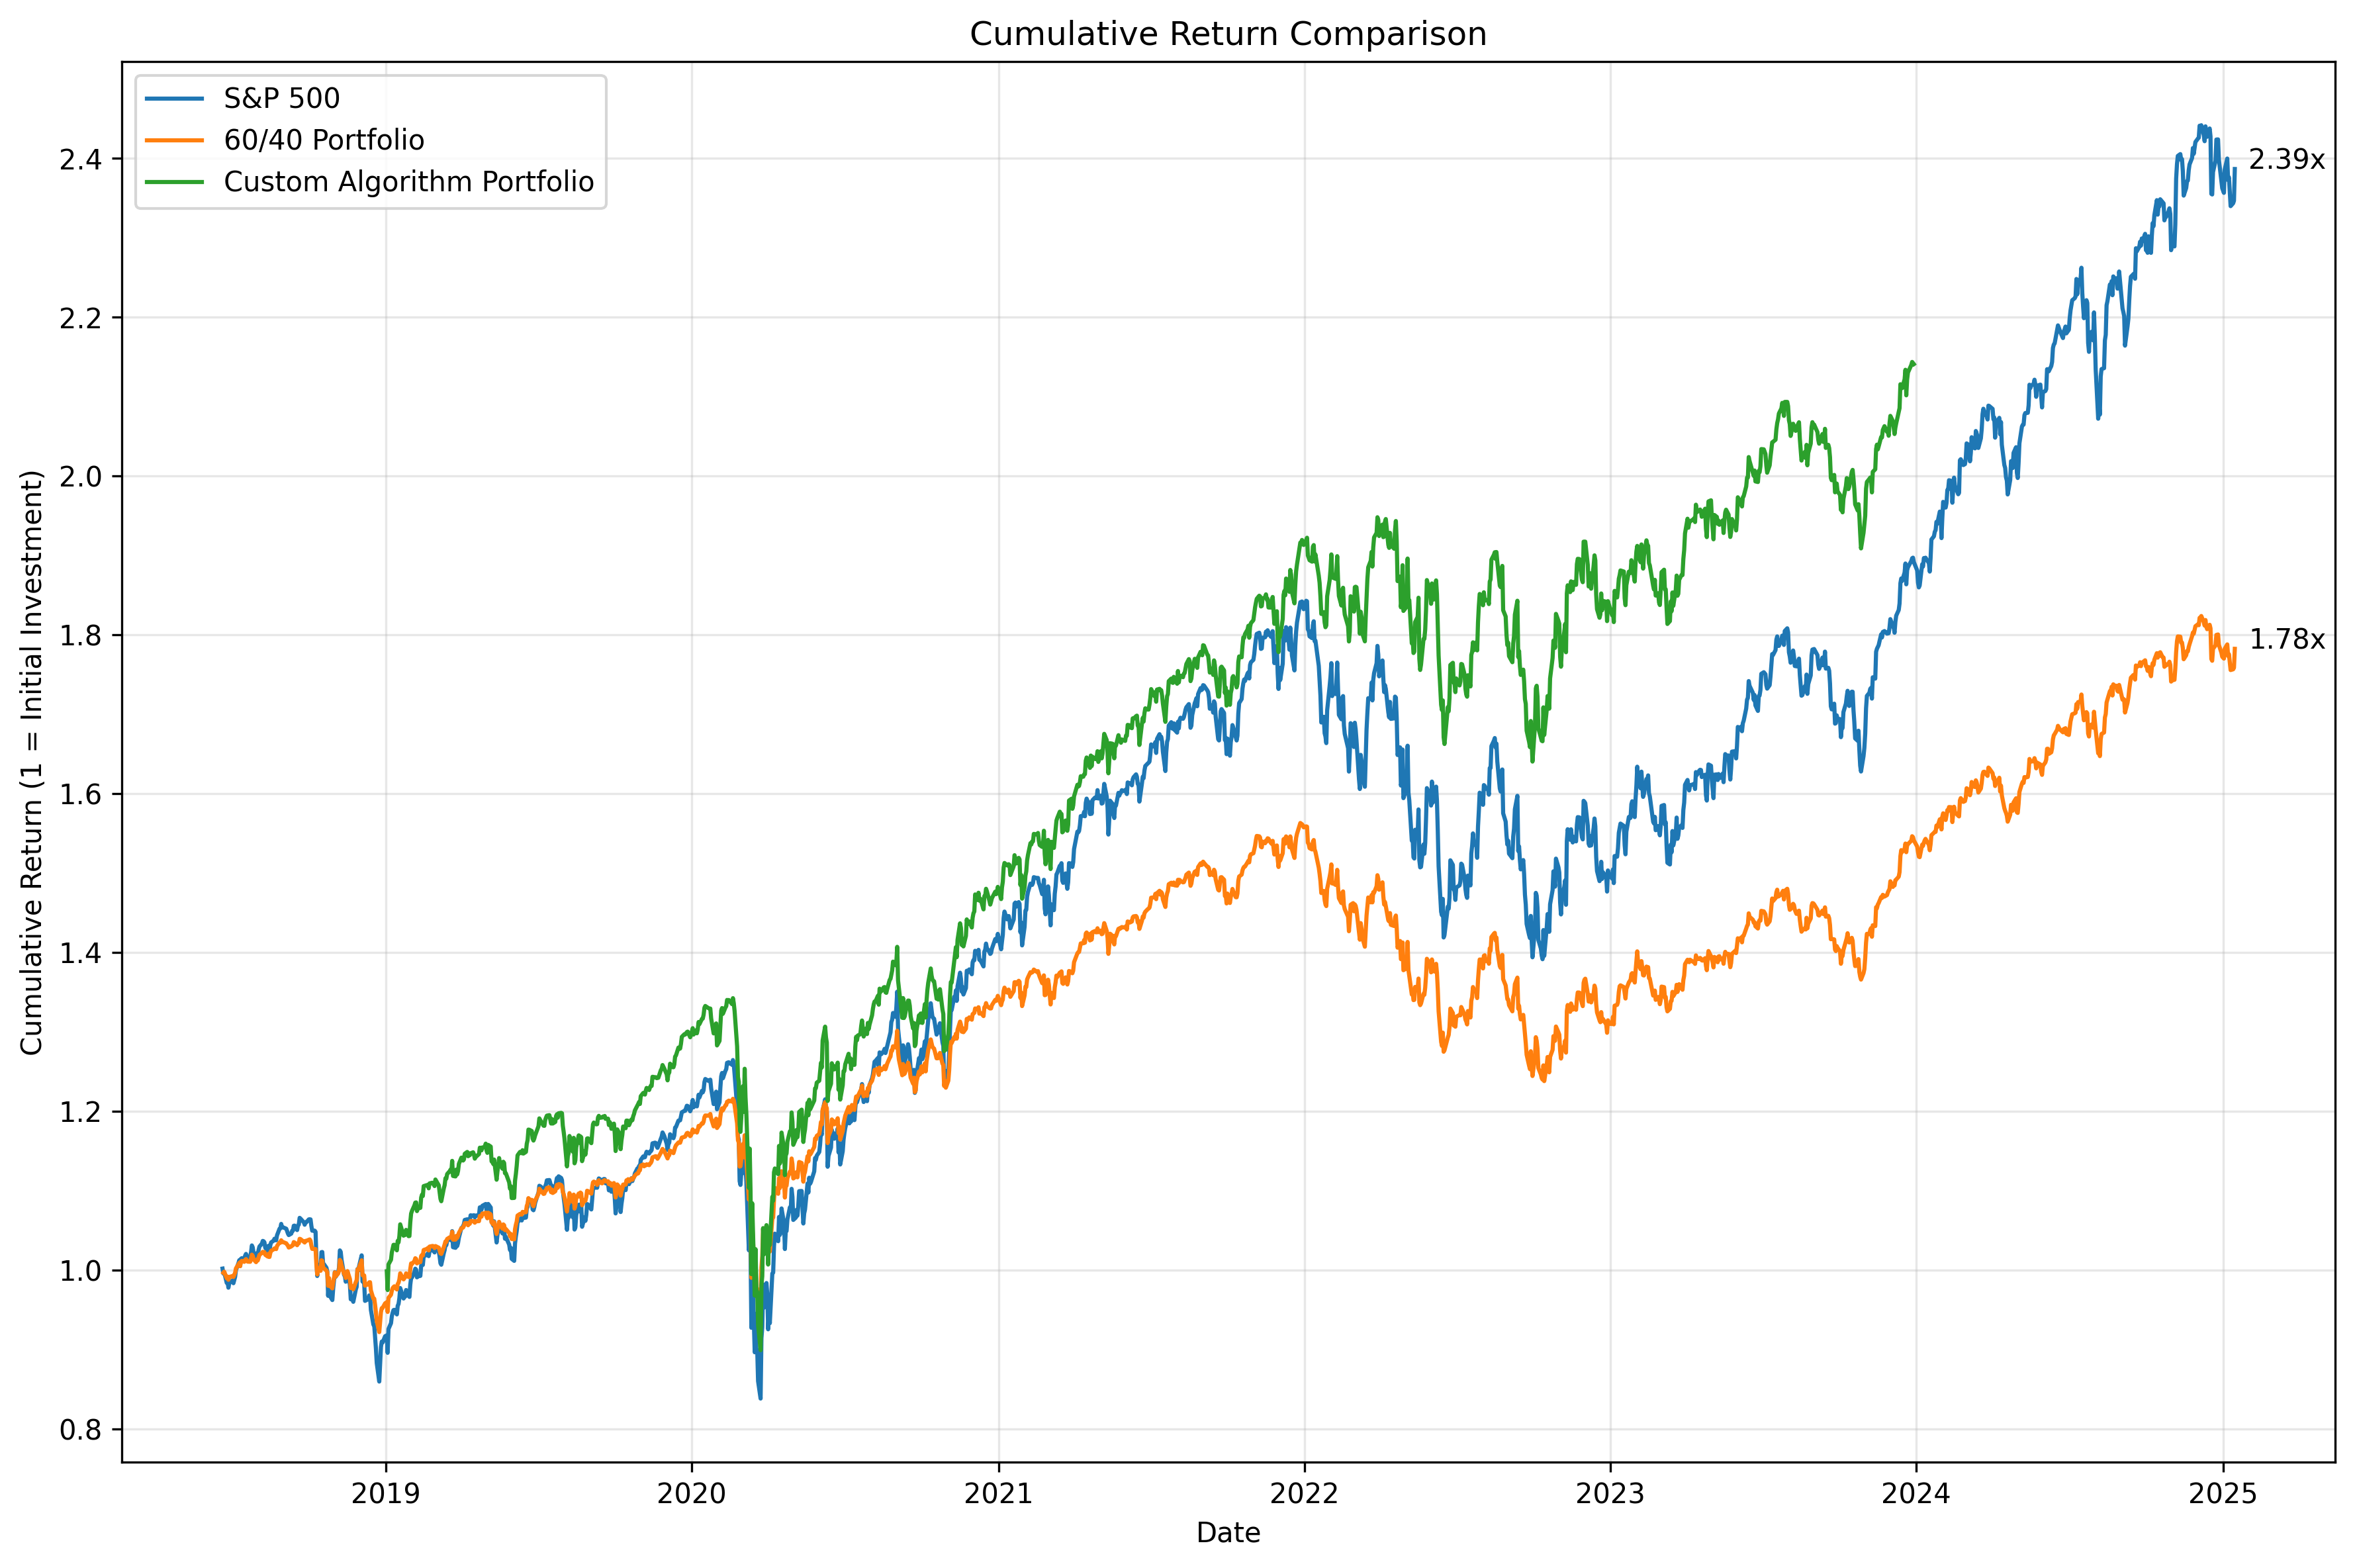 Cumulative Return Comparison
S&P 500
60/40 Portfolio
Custom Algorithm Portfolio
2.39x
1.78x
Cumulative Return (1 = Initial Investment)
2.4
2.2
2.0
1.8
1.6
1.4
1.2
1.0
0.8
2019 2020 2021 2022 2023 2024 2025
Date